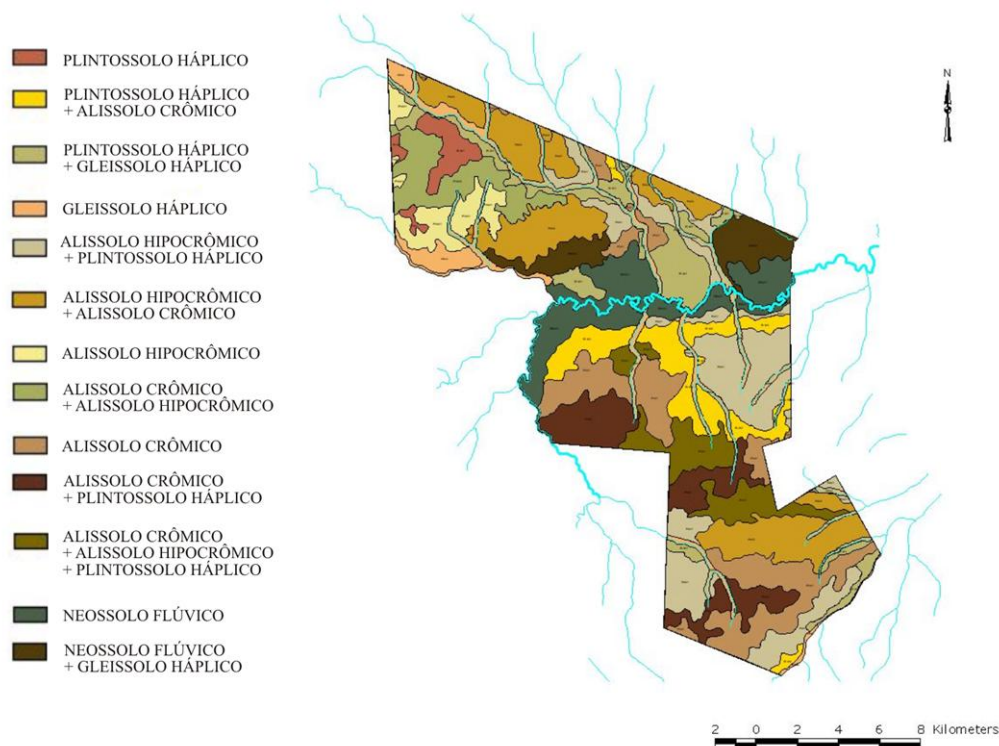 PLINTOSSOLO HÁPLICO
PLINTOSSOLO HÁPLICO
+ ALISSOLO CRÔMICO
PLINTOSSOLO HÁPLICO
+ GLEISSOLO HÁPLICO
GLEISSOLO HÁPLICO
ALISSOLO HIPOCRÔMICO
+ PLINTOSSOLO HÁPLICO
ALISSOLO HIPOCRÔMICO
+ ALISSOLO CRÔMICO
ALISSOLO HIPOCRÔMICO
ALISSOLO CRÔMICO
+ ALISSOLO HIPOCRÔMICO
ALISSOLO CRÔMICO
ALISSOLO CRÔMICO
+ PLINTOSSOLO HÁPLICO
ALISSOLO CRÔMICO
+ ALISSOLO HIPOCRÔMICO
+ PLINTOSSOLO HÁPLICO
NEOSSOLO FLÚVICO
NEOSSOLO FLÚVICO
+ GLEISSOLO HÁPLICO
N
2 0 2 4 6 8 Kilometers